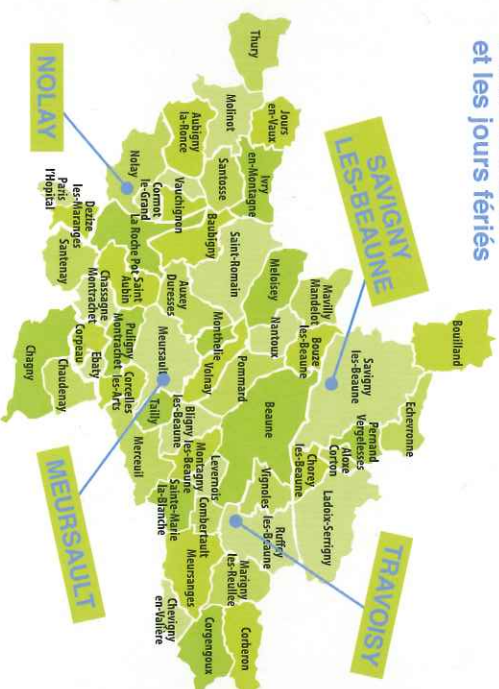 et les jours fériés
SAVIGNY
LES-BEAUNE
TRAVOISY
NOLAY
MEURSAULT
Bouilland
Echevronne
Savigny
les-Beaune
Pernand
Vergelesses
Aloxe
Corton
Chorey
les-Beaune
Ladoix-Serrigny
Mavilly
Mandelot
Bouze
les-Beaune
Meloisey
Nantoux
Thury
Jours
en-Vaux
Ivry
en-Montagne
Molinot
Santosse
Aubigny
la-Ronce
Vauchignon
Cormot
le-Grand
Nolay
Baubigny
Saint-Romain
La Roche Pot
Saint
Aubin
Auxey
Duresses
Monthelie
Volnay
Pommard
Beaune
Vignoles
Ruffey
les-Beaune
Marigny
les-Reullee
Corberon
Corgengoux
Chevigny
en-Valière
Meursanges
Combertault
Sainte-Marie
la-Blanche
Levernois
Montagny
les-Beaune
Bligny
les-Beaune
Tailly
Merceuil
Meursault
Puligny
Montrachet
Corcelles
les-Arts
Ebaty
Corpeau
Chassagne
Montrachet
Chaudenay
Chagny
Santenay
Dezize
les-Maranges
Paris
l'Hopital